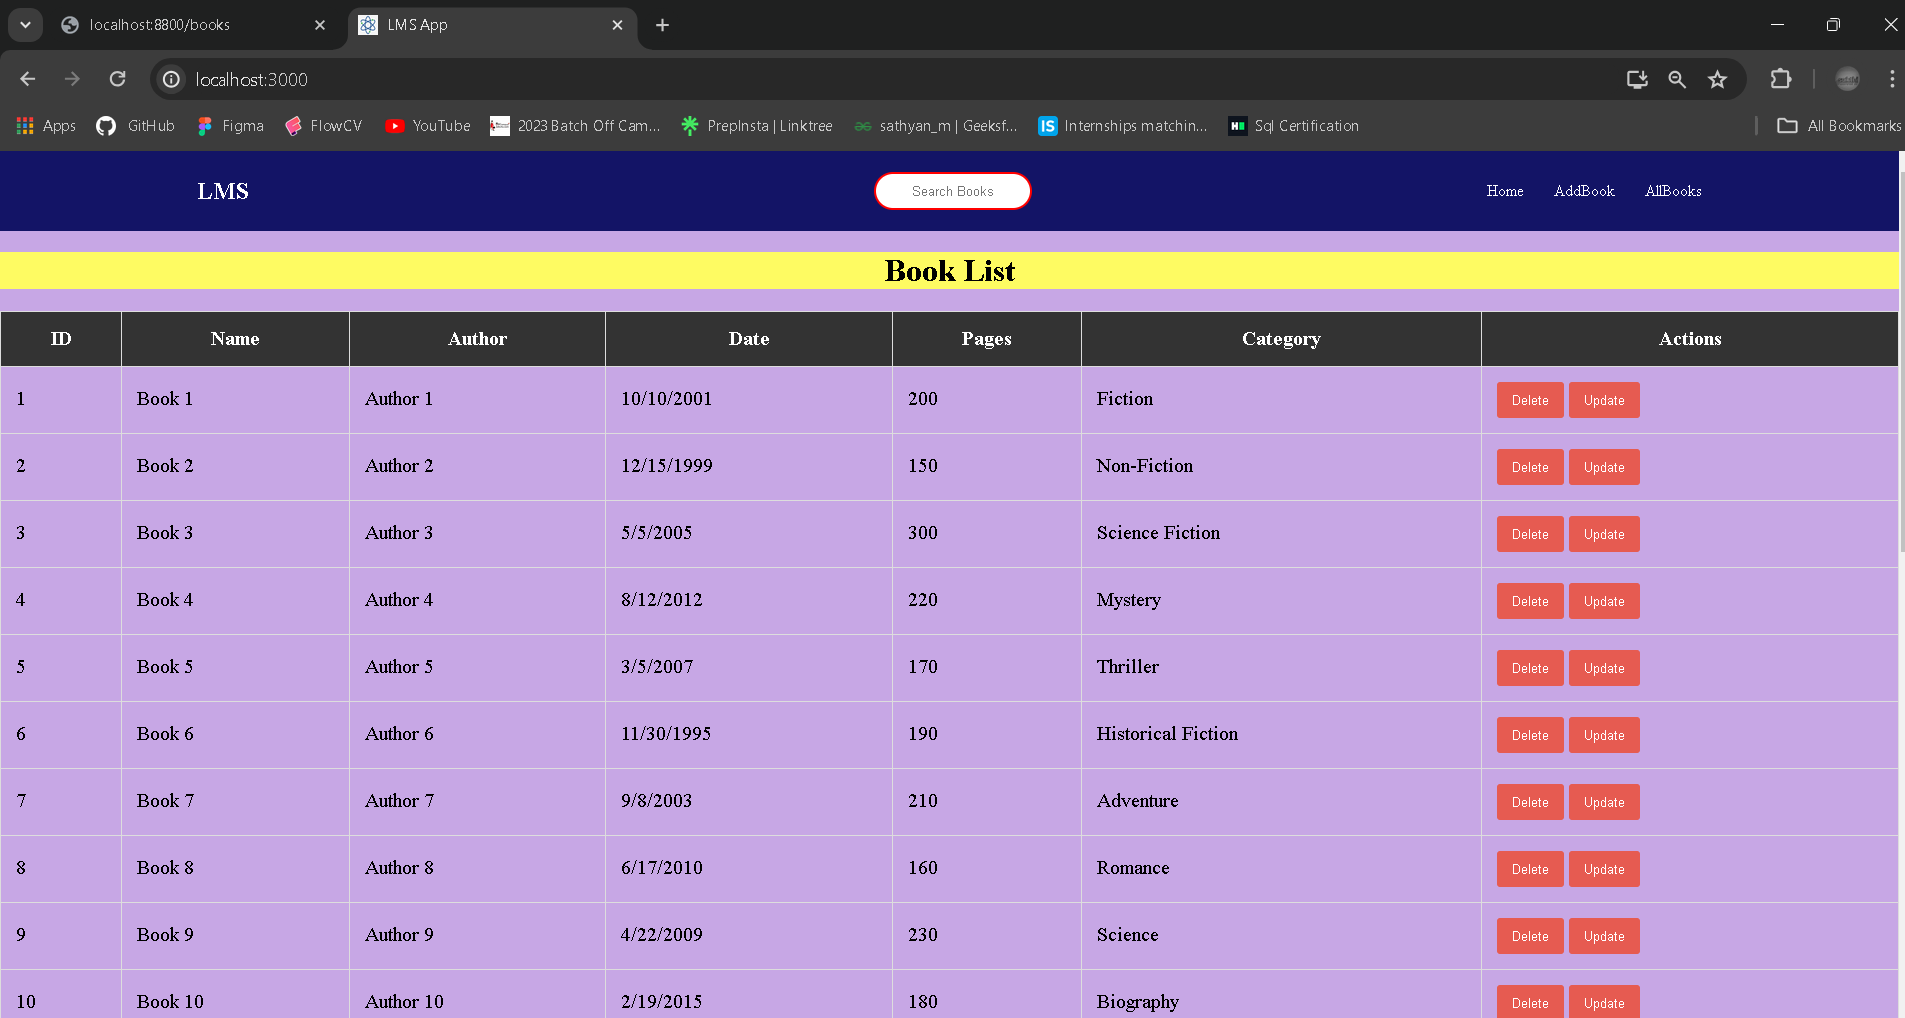 localhost:8800/books LMS App
localhost:3000
Apps GitHub Figma FlowCV YouTube 2023 Batch Off Cam... PrepInsta | Linktree sathyan_m | Geeksf... Internships matchin... Sql Certification All Bookmarks
LMS Search Books Home AddBook AllBooks
Book List
ID Name Author Date Pages Category Actions
1 Book 1 Author 1 10/10/2001 200 Fiction Delete Update
2 Book 2 Author 2 12/15/1999 150 Non-Fiction Delete Update
3 Book 3 Author 3 5/5/2005 300 Science Fiction Delete Update
4 Book 4 Author 4 8/12/2012 220 Mystery Delete Update
5 Book 5 Author 5 3/5/2007 170 Thriller Delete Update
6 Book 6 Author 6 11/30/1995 190 Historical Fiction Delete Update
7 Book 7 Author 7 9/8/2003 210 Adventure Delete Update
8 Book 8 Author 8 6/17/2010 160 Romance Delete Update
9 Book 9 Author 9 4/22/2009 230 Science Delete Update
10 Book 10 Author 10 2/19/2015 180 Biography Delete Update